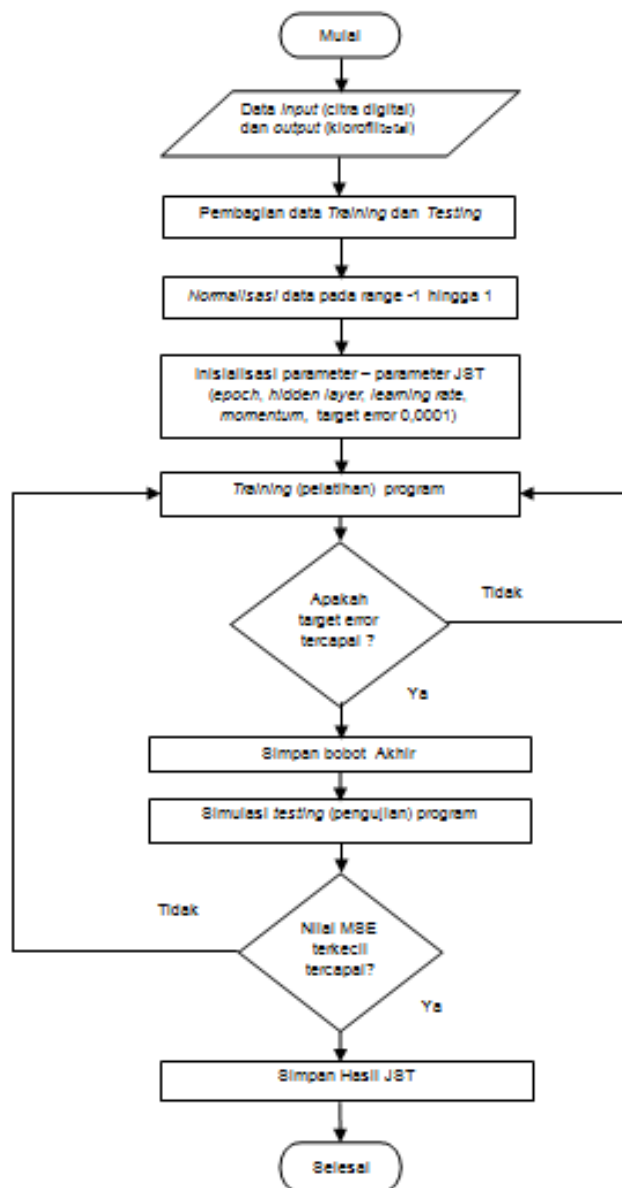 Mulai
Data Input (citra digital)
dan output (klorofiltotal)
Pembagian data Training dan Testing
Normalisasi data pada range -1 hingga 1
Inisialisasi parameter – parameter JST
(epoch, hidden layer, learning rate,
momentum, target error 0,0001)
Training (pelatihan) program
Apakah
target error
tercapai ?
Tidak
Ya
Simpan bobot Akhir
Simulasi testing (pengujian) program
Tidak
Nilai MSE
terkecil
tercapai?
Ya
Simpan Hasil JST
Selesai